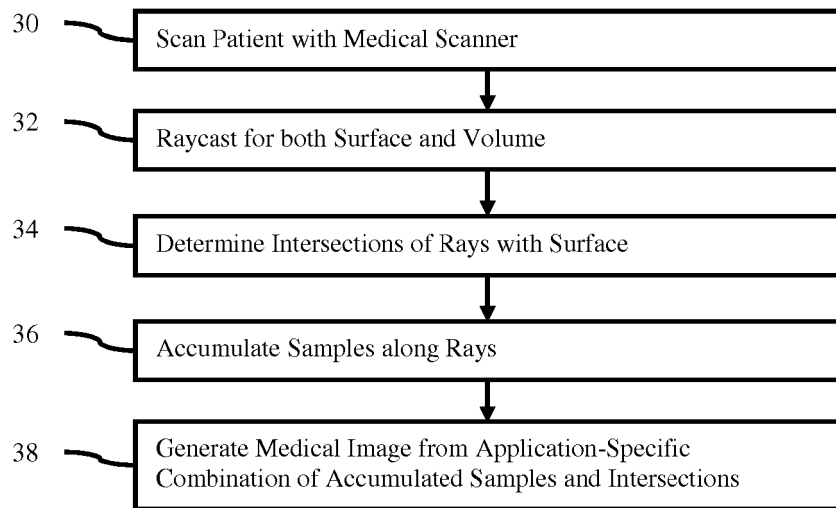 30
Scan Patient with Medical Scanner
32
Raycast for both Surface and Volume
34
Determine Intersections of Rays with Surface
36
Accumulate Samples along Rays
38
Generate Medical Image from Application-Specific
Combination of Accumulated Samples and Intersections